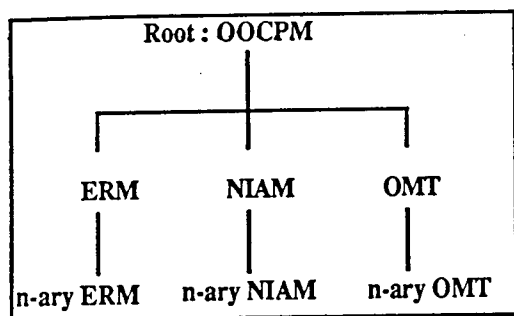 Root : OOCPM
ERM NIAM OMT
n-ary ERM n-ary NIAM n-ary OMT